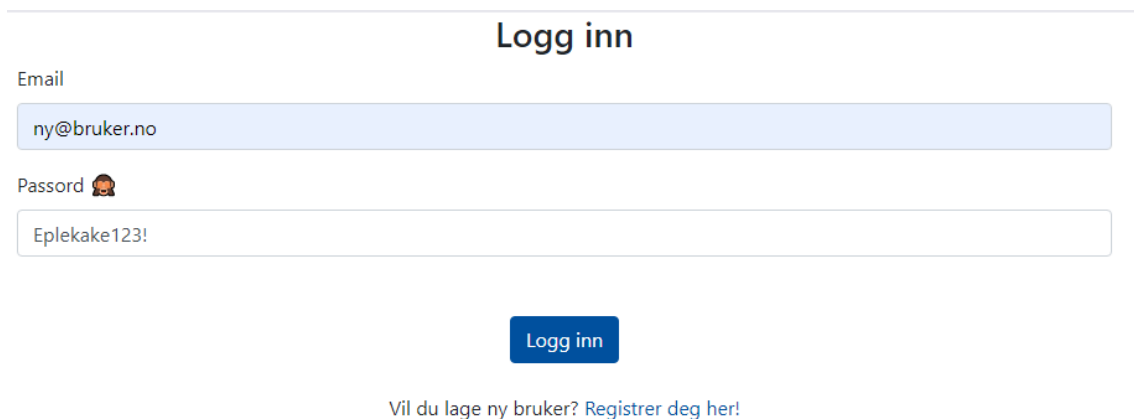 Logg inn
Email
ny@bruker.no
Passord 🙈
Eplekake123!
Logg inn
Vil du lage ny bruker? Registrer deg her!